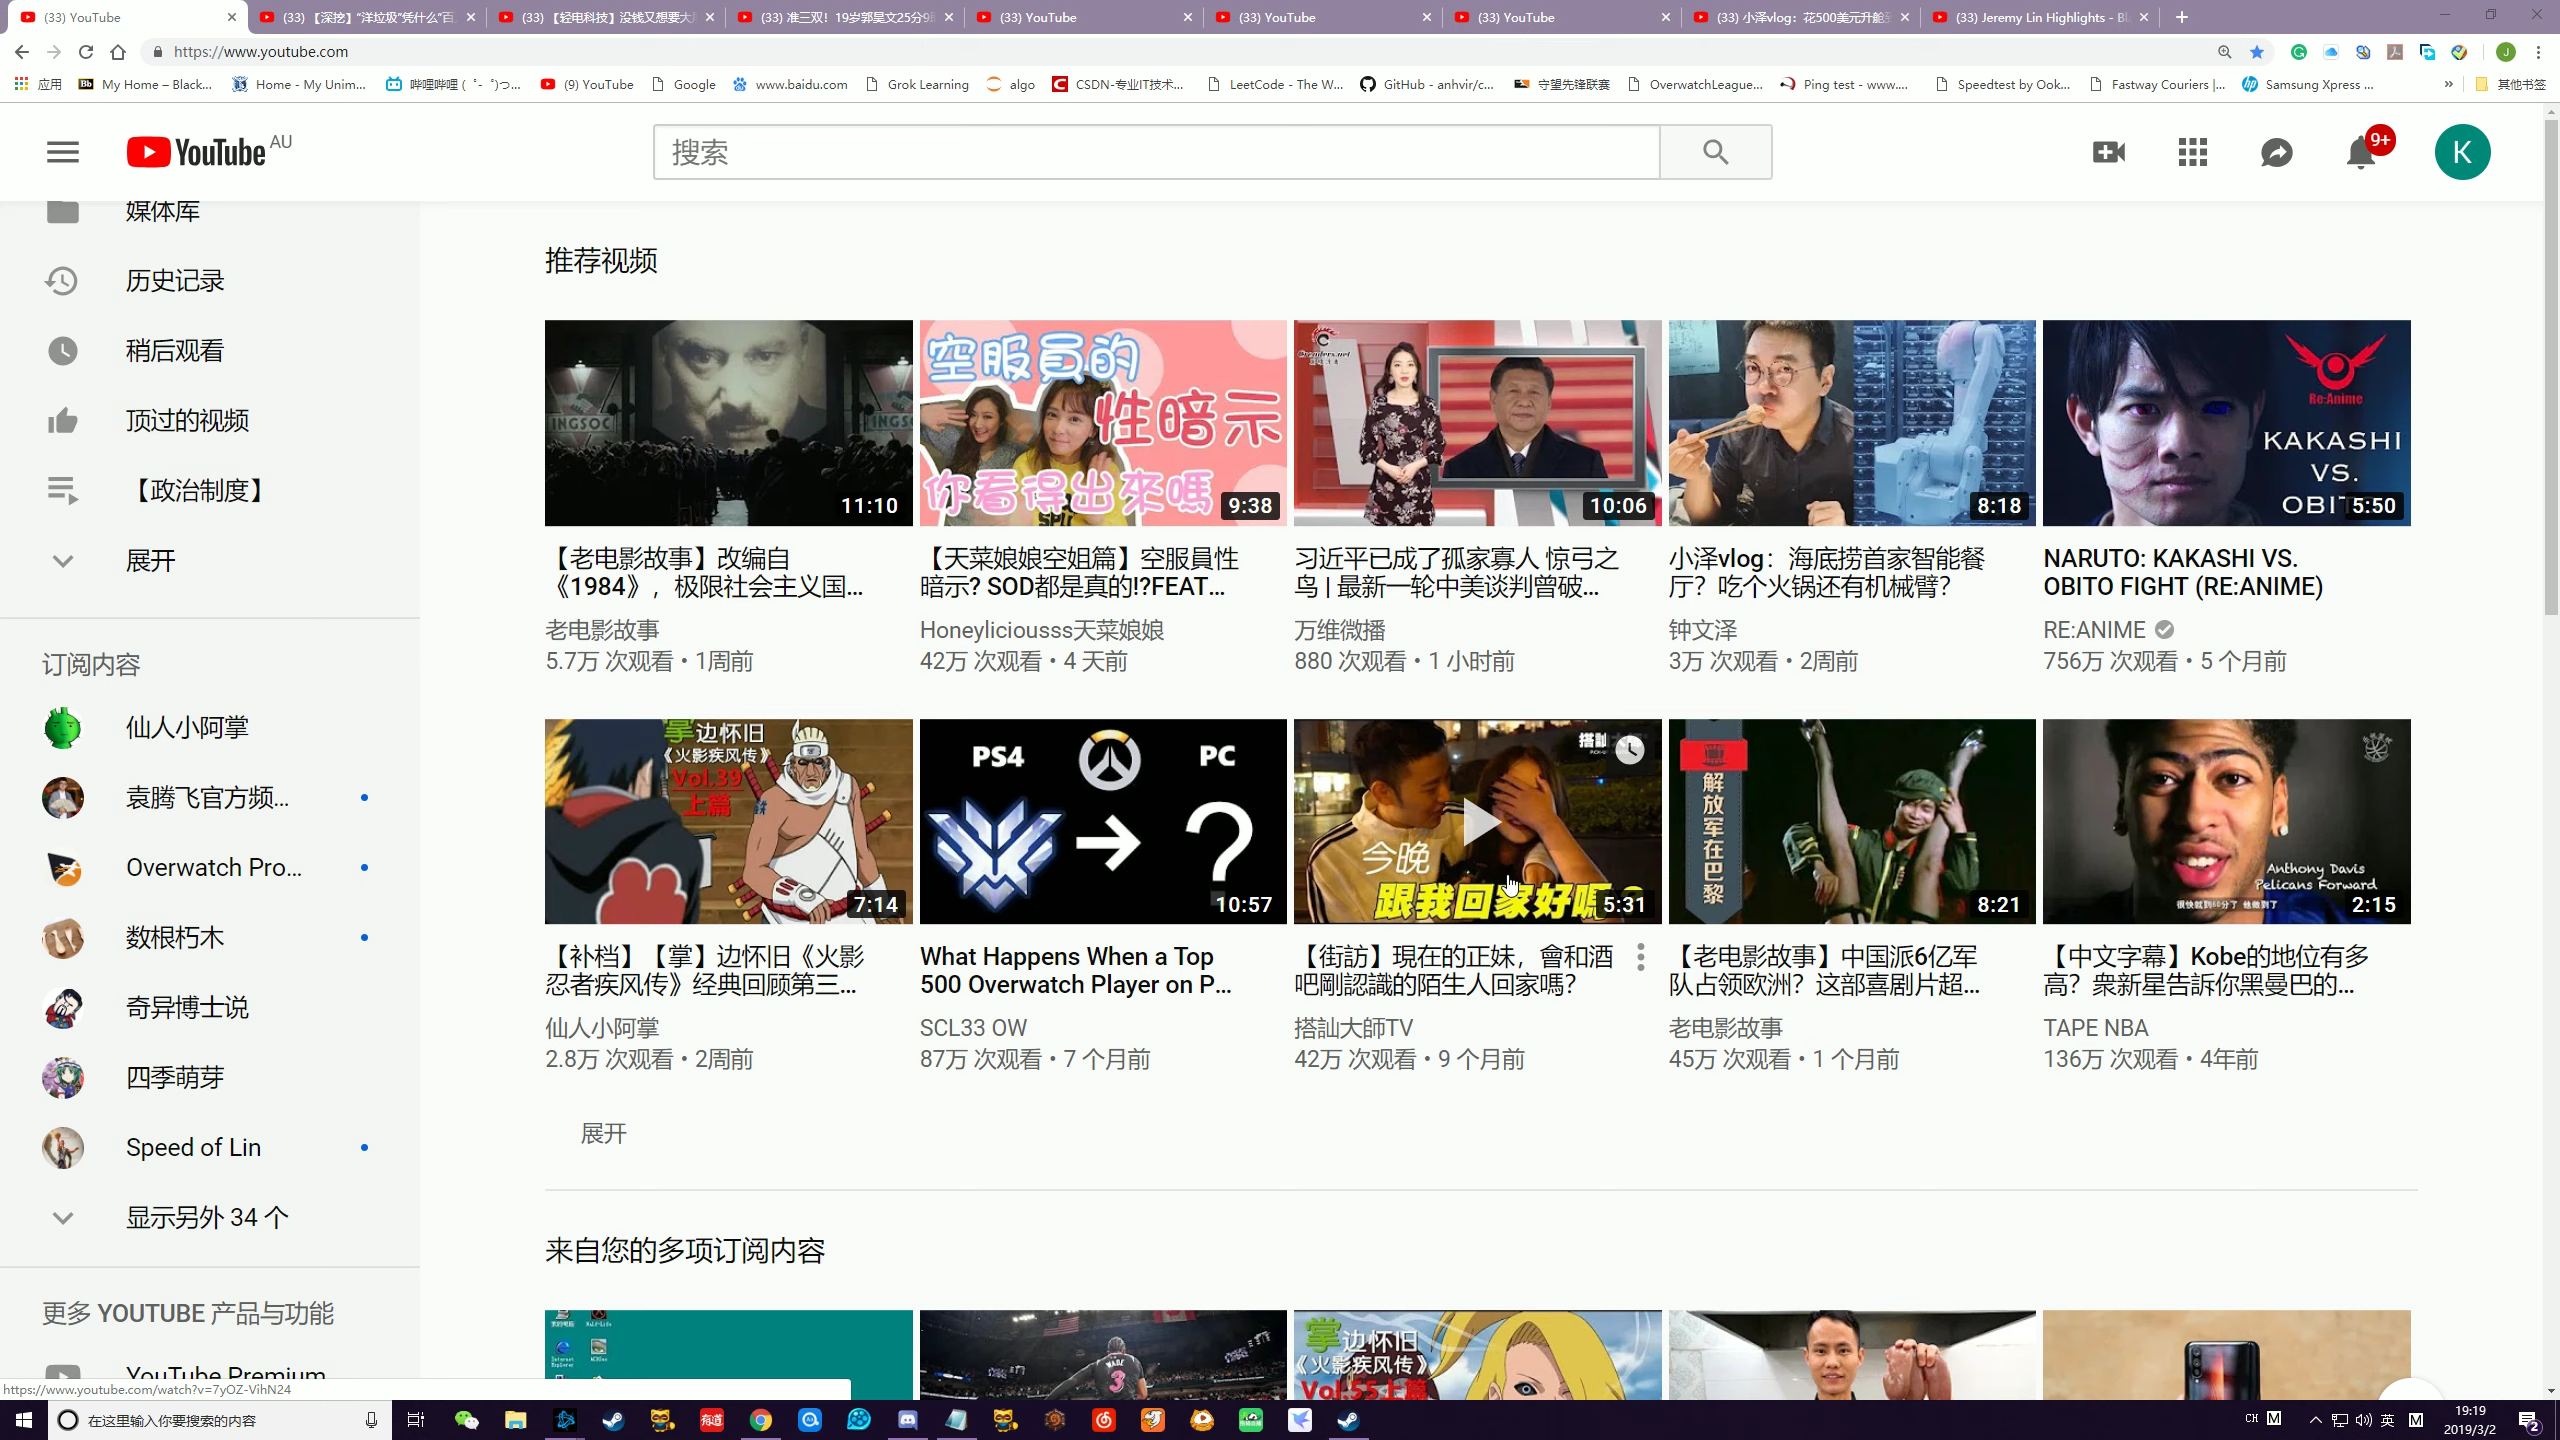 (33) YouTube
(33) 【深挖】"洋垃圾"凭什么"百
(33) 【轻电科技】没钱又想要大
(33) 准三双！19岁郭昊文25分9
(33) YouTube
(33) YouTube
(33) YouTube
(33) 小泽vlog：花500美元升舱
(33) Jeremy Lin Highlights - Bl
https://www.youtube.com
应用
My Home – Black...
Home - My Unim...
哔哩哔哩 ( ゜- ゜)つ...
(9) YouTube
Google
www.baidu.com
Grok Learning
algo
CSDN-专业IT技术...
LeetCode - The W...
GitHub - anhvir/c...
守望先锋联赛
OverwatchLeague...
Ping test - www....
Speedtest by Ook...
Fastway Couriers |...
Samsung Xpress ...
»
其他书签
YouTube AU
搜索
9+
K
媒体库
历史记录
稍后观看
顶过的视频
【政治制度】
展开
订阅内容
仙人小阿掌
袁腾飞官方频...
Overwatch Pro...
数根朽木
奇异博士说
四季萌芽
Speed of Lin
显示另外 34 个
更多 YOUTUBE 产品与功能
YouTube Premium
推荐视频
INGSOC
INGS
11:10
【老电影故事】改编自
《1984》，极限社会主义国...
老电影故事
5.7万 次观看 • 1周前
空服員的
性暗示
你看得出來嗎
9:38
【天菜娘娘空姐篇】空服員性
暗示? SOD都是真的!?FEAT...
Honeyliciousss天菜娘娘
42万 次观看 • 4 天前
Creaders.net
10:06
习近平已成了孤家寡人 惊弓之
鸟 | 最新一轮中美谈判曾破...
万维微播
880 次观看 • 1 小时前
8:18
小泽vlog：海底捞首家智能餐
厅？吃个火锅还有机械臂？
钟文泽
3万 次观看 • 2周前
Re-Anime
KAKASHI
VS.
OBIT
5:50
NARUTO: KAKASHI VS.
OBITO FIGHT (RE:ANIME)
RE:ANIME
756万 次观看 • 5 个月前
掌边怀旧
《火影疾风传》
Vol.39
上篇
7:14
【补档】【掌】边怀旧《火影
忍者疾风传》经典回顾第三...
仙人小阿掌
2.8万 次观看 • 2周前
PS4
PC
?
10:57
What Happens When a Top
500 Overwatch Player on P...
SCL33 OW
87万 次观看 • 7 个月前
搭訕
今晚
跟我回家好嗎?
5:31
【街訪】現在的正妹，會和酒
吧剛認識的陌生人回家嗎？
搭訕大師TV
42万 次观看 • 9 个月前
解放军在巴黎
8:21
【老电影故事】中国派6亿军
队占领欧洲？这部喜剧片超...
老电影故事
45万 次观看 • 1 个月前
Anthony Davis
Pelicans Forward
很快就到60分了 他做到了
2:15
【中文字幕】Kobe的地位有多
高？衆新星告訴你黑曼巴的...
TAPE NBA
136万 次观看 • 4年前
展开
来自您的多项订阅内容
Internet
Explorer
WADE
3
掌边怀旧
《火影疾风传》
Vol.55上篇
https://www.youtube.com/watch?v=7yOZ-VihN24
在这里输入你要搜索的内容
有道
CH M
英
M
19:19
2019/3/2
2